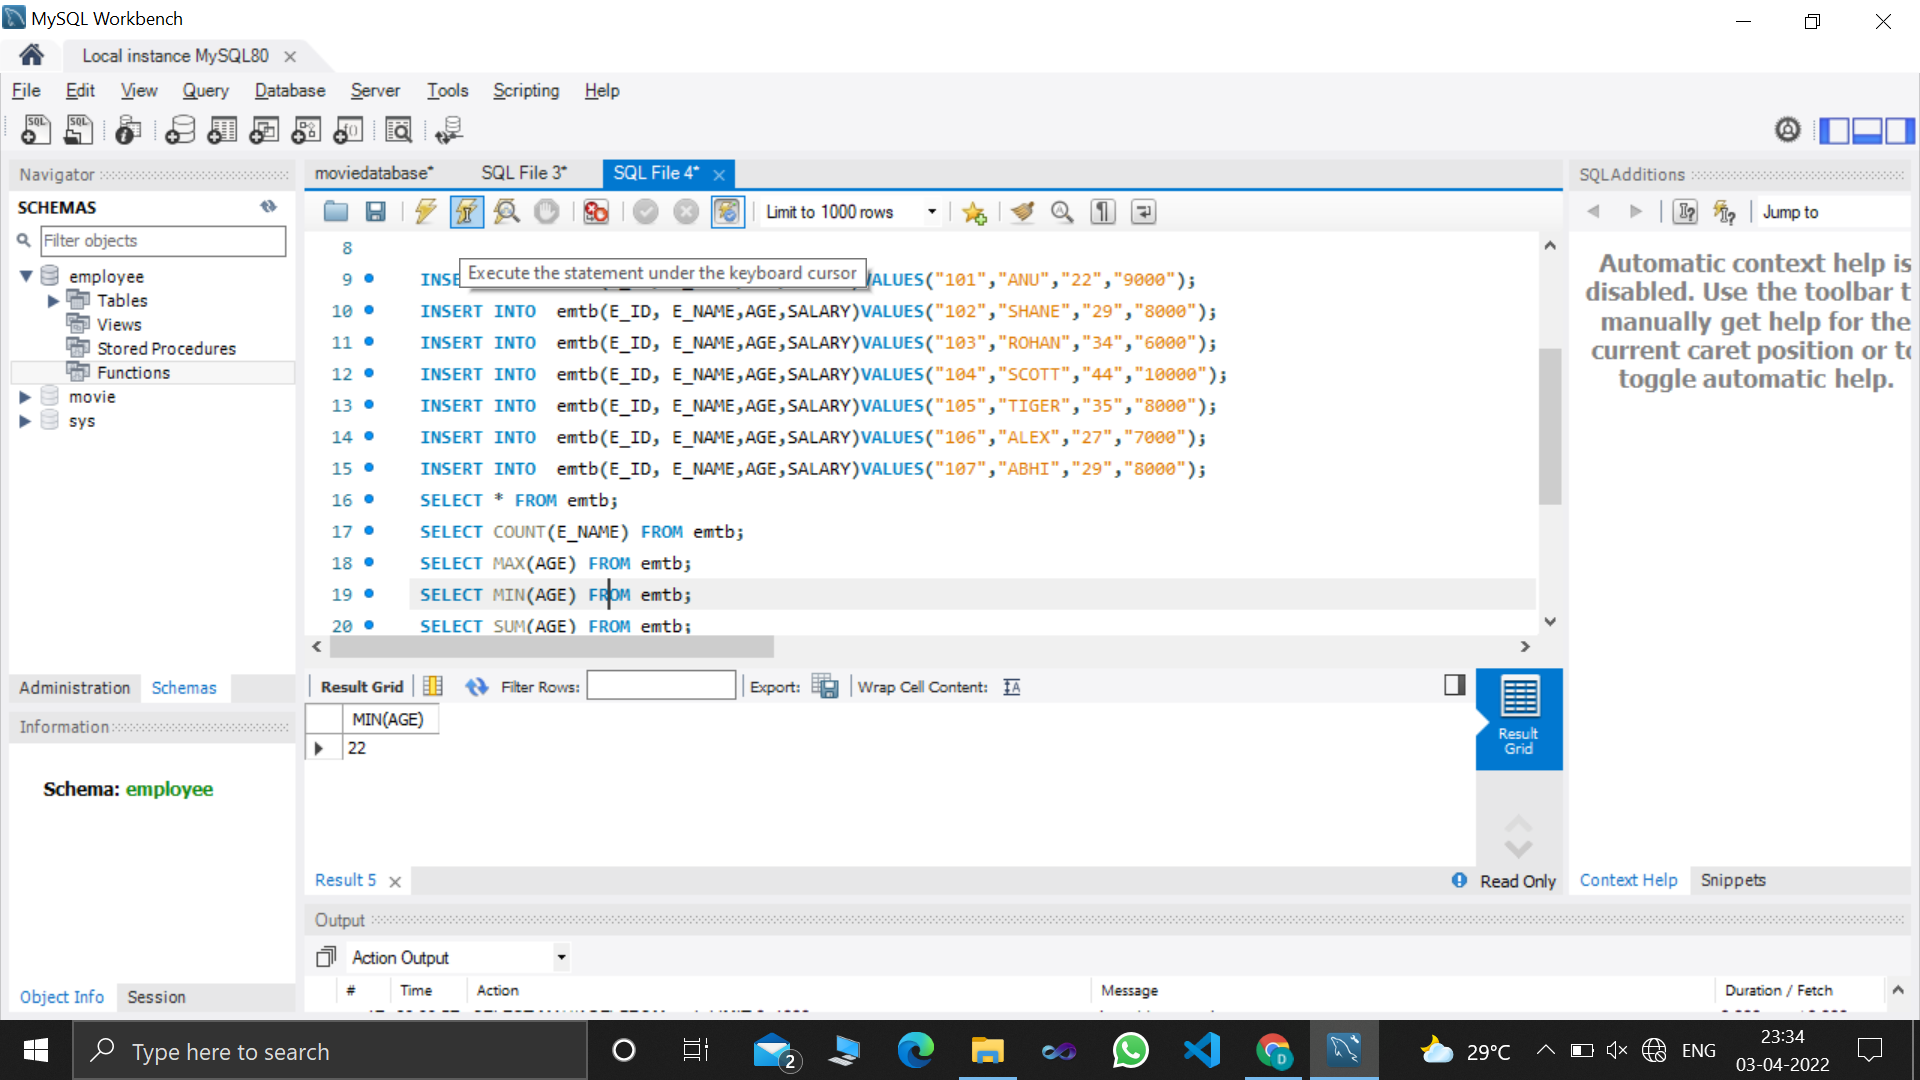 MySQL Workbench
Local instance MySQL80
File Edit View Query Database Server Tools Scripting Help
Navigator
SCHEMAS
Filter objects
employee
Tables
Views
Stored Procedures
Functions
movie
sys
Administration Schemas
Information
Schema: employee
Object Info Session
moviedatabase* SQL File 3* SQL File 4*
Limit to 1000 rows
Execute the statement under the keyboard cursor
8
9 INSE VALUES("101","ANU","22","9000");
10 INSERT INTO emtb(E_ID, E_NAME,AGE,SALARY)VALUES("102","SHANE","29","8000");
11 INSERT INTO emtb(E_ID, E_NAME,AGE,SALARY)VALUES("103","ROHAN","34","6000");
12 INSERT INTO emtb(E_ID, E_NAME,AGE,SALARY)VALUES("104","SCOTT","44","10000");
13 INSERT INTO emtb(E_ID, E_NAME,AGE,SALARY)VALUES("105","TIGER","35","8000");
14 INSERT INTO emtb(E_ID, E_NAME,AGE,SALARY)VALUES("106","ALEX","27","7000");
15 INSERT INTO emtb(E_ID, E_NAME,AGE,SALARY)VALUES("107","ABHI","29","8000");
16 SELECT * FROM emtb;
17 SELECT COUNT(E_NAME) FROM emtb;
18 SELECT MAX(AGE) FROM emtb;
19 SELECT MIN(AGE) FROM emtb;
20 SELECT SUM(AGE) FROM emtb;
Result Grid Filter Rows: Export: Wrap Cell Content:
MIN(AGE)
22
Result Grid
Result 5
Read Only
Output
Action Output
# Time Action Message Duration / Fetch
SQLAdditions
Jump to
Automatic context help is
disabled. Use the toolbar t
manually get help for the
current caret position or to
toggle automatic help.
Context Help Snippets
Type here to search
2
D
29°C
ENG
23:34
03-04-2022